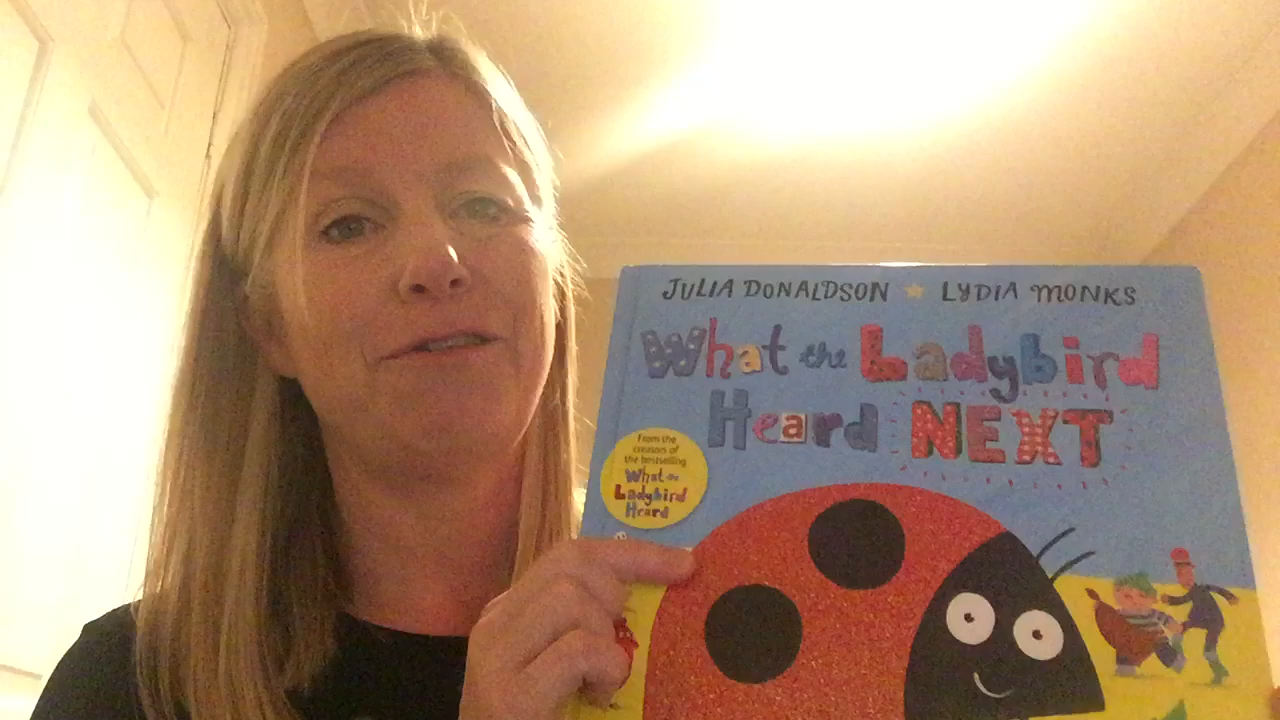 JULIA DONALDSON ★ LYDIA MONKS
What the Ladybird
Heard NEXT
From the
creators of
the bestselling
What the
Ladybird
Heard